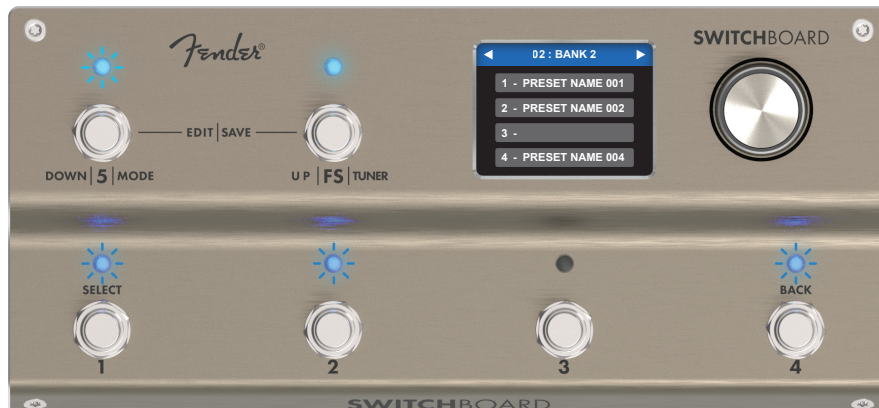 Fender®
SWITCHBOARD
02 : BANK 2
1 - PRESET NAME 001
2 - PRESET NAME 002
3 -
4 - PRESET NAME 004
EDIT | SAVE
DOWN | 5 | MODE
UP | FS | TUNER
SELECT
BACK
1
2
3
4
SWITCHBOARD